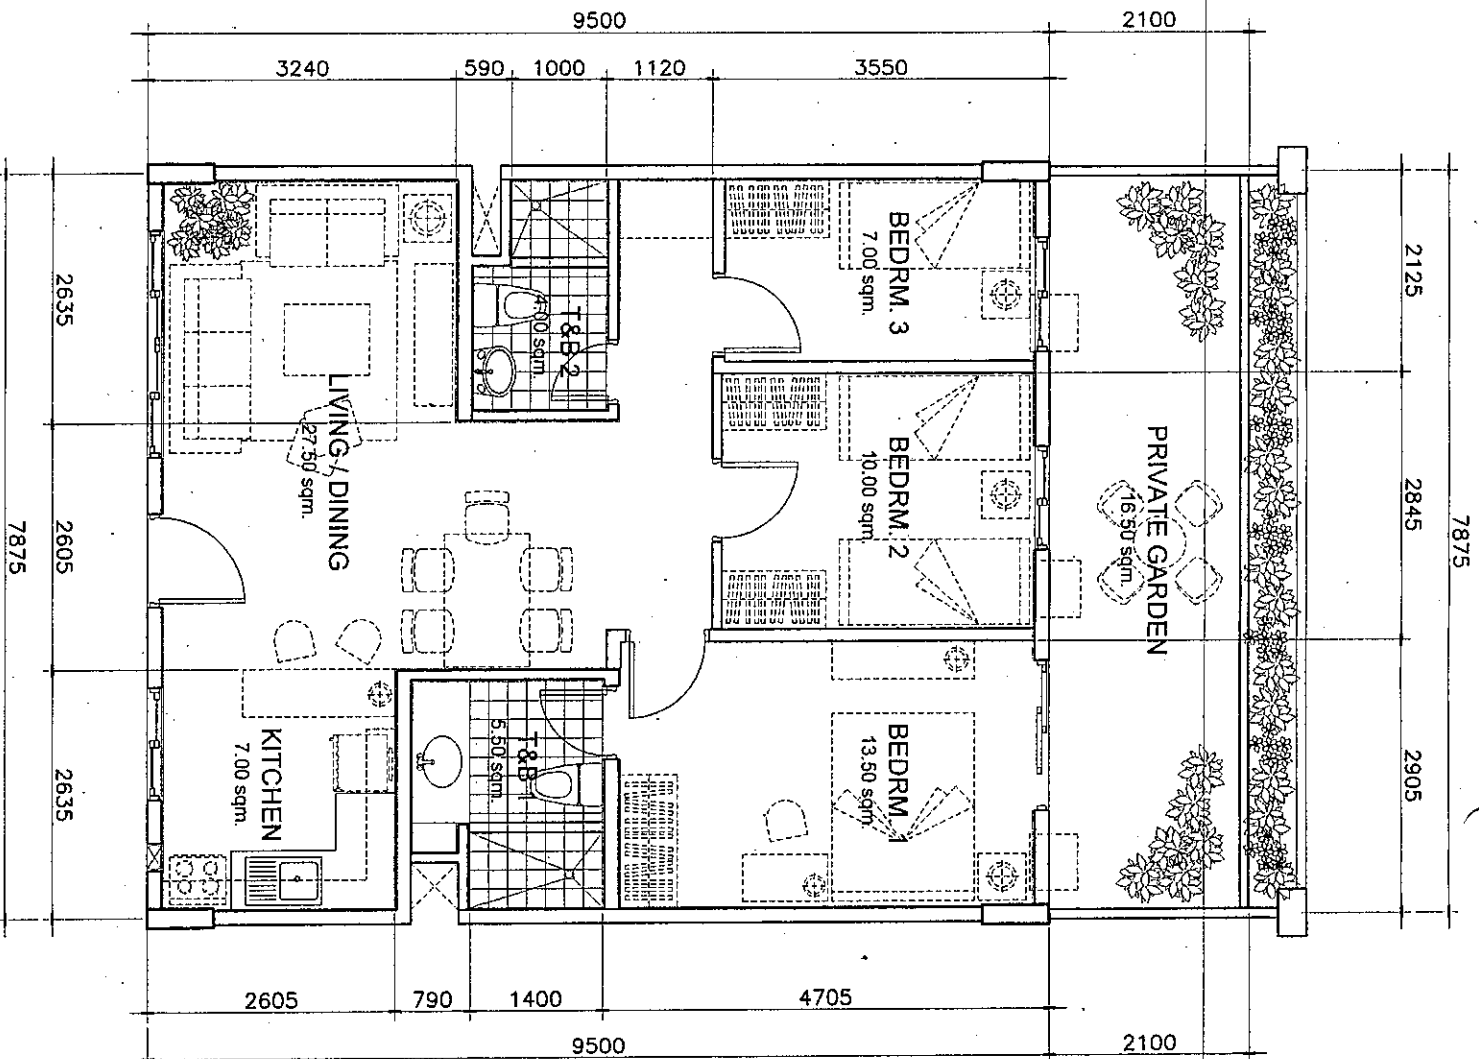 9500
2100
3240
590
1000
1120
3550
BEDRM. 3
7.00 sqm.
T&B 2
4.00 sqm.
LIVING / DINING
27.50 sqm.
BEDRM. 2
10.00 sqm.
PRIVATE GARDEN
16.50 sqm.
BEDRM. 1
13.50 sqm.
T&B 1
5.50 sqm.
KITCHEN
7.00 sqm.
2635
2605
2635
7875
2125
2845
2905
7875
2605
790
1400
4705
9500
2100